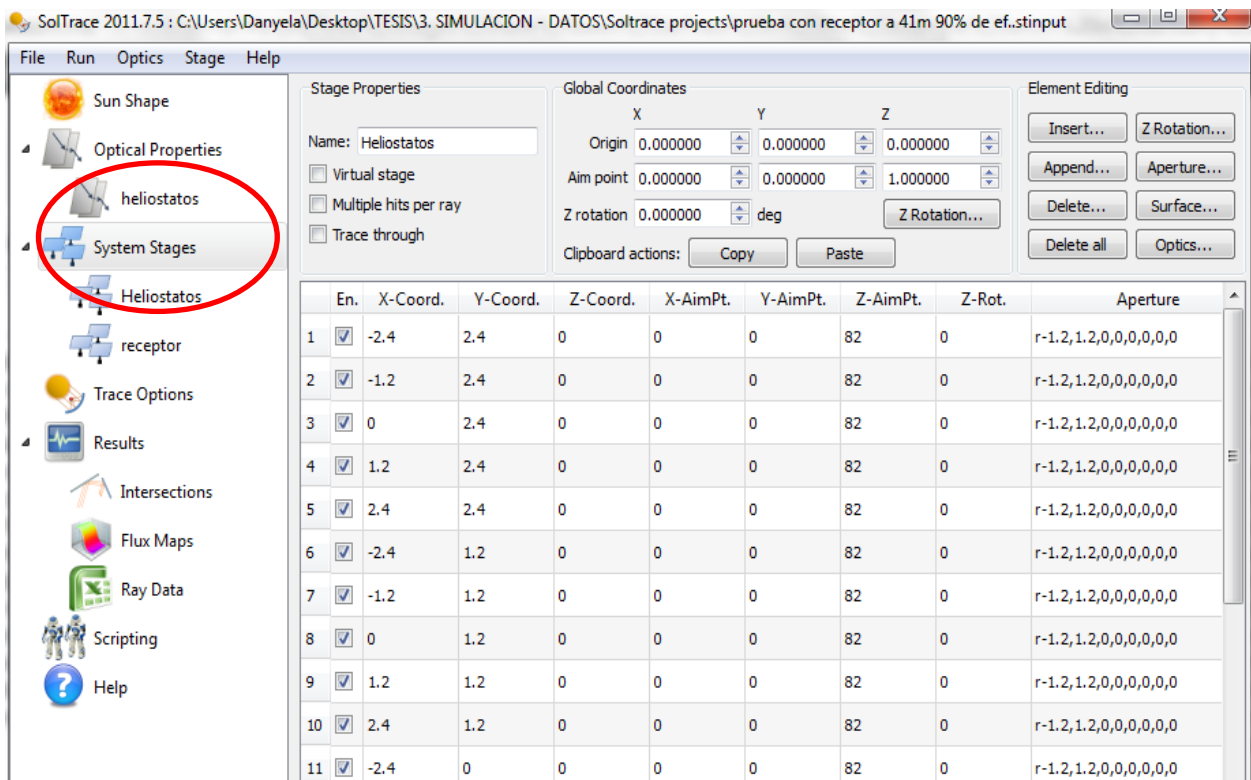 SolTrace 2011.7.5 : C:\Users\Danyela\Desktop\TESIS\3. SIMULACION - DATOS\Soltrace projects\prueba con receptor a 41m 90% de ef..stinput
File Run Optics Stage Help
Sun Shape
Optical Properties
heliostatos
System Stages
Heliostatos
receptor
Trace Options
Results
Intersections
Flux Maps
Ray Data
Scripting
Help
Stage Properties
Name: Heliostatos
Virtual stage
Multiple hits per ray
Trace through
Global Coordinates
X Y Z
Origin 0.000000 0.000000 0.000000
Aim point 0.000000 0.000000 1.000000
Z rotation 0.000000 deg Z Rotation...
Clipboard actions: Copy Paste
Element Editing
Insert... Z Rotation...
Append... Aperture...
Delete... Surface...
Delete all Optics...
En. X-Coord. Y-Coord. Z-Coord. X-AimPt. Y-AimPt. Z-AimPt. Z-Rot. Aperture
1 -2.4 2.4 0 0 0 82 0 r-1.2,1.2,0,0,0,0,0,0
2 -1.2 2.4 0 0 0 82 0 r-1.2,1.2,0,0,0,0,0,0
3 0 2.4 0 0 0 82 0 r-1.2,1.2,0,0,0,0,0,0
4 1.2 2.4 0 0 0 82 0 r-1.2,1.2,0,0,0,0,0,0
5 2.4 2.4 0 0 0 82 0 r-1.2,1.2,0,0,0,0,0,0
6 -2.4 1.2 0 0 0 82 0 r-1.2,1.2,0,0,0,0,0,0
7 -1.2 1.2 0 0 0 82 0 r-1.2,1.2,0,0,0,0,0,0
8 0 1.2 0 0 0 82 0 r-1.2,1.2,0,0,0,0,0,0
9 1.2 1.2 0 0 0 82 0 r-1.2,1.2,0,0,0,0,0,0
10 2.4 1.2 0 0 0 82 0 r-1.2,1.2,0,0,0,0,0,0
11 -2.4 0 0 0 0 82 0 r-1.2,1.2,0,0,0,0,0,0